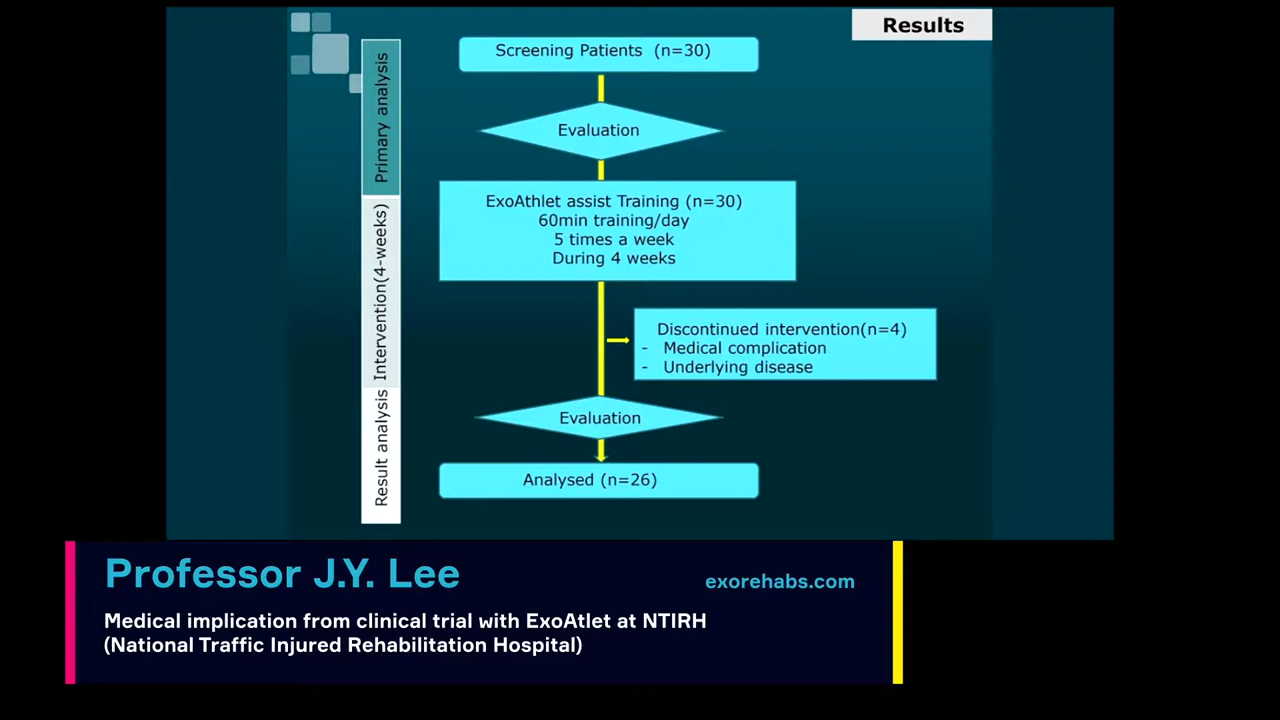 Results
Primary analysis
Intervention(4-weeks)
Result analysis
Screening Patients (n=30)
Evaluation
ExoAthlet assist Training (n=30)
60min training/day
5 times a week
During 4 weeks
Discontinued intervention(n=4)
- Medical complication
- Underlying disease
Evaluation
Analysed (n=26)
Professor J.Y. Lee
exorehabs.com
Medical implication from clinical trial with ExoAtlet at NTIRH
(National Traffic Injured Rehabilitation Hospital)